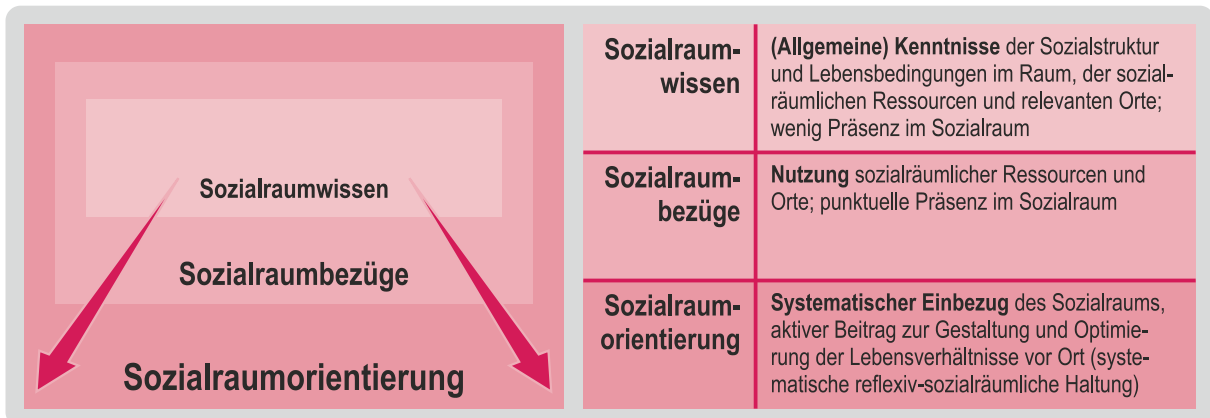 Sozialraumwissen
Sozialraumbezüge
Sozialraumorientierung
Sozialraum-
wissen
(Allgemeine) Kenntnisse der Sozialstruktur
und Lebensbedingungen im Raum, der sozial-
räumlichen Ressourcen und relevanten Orte;
wenig Präsenz im Sozialraum
Sozialraum-
bezüge
Nutzung sozialräumlicher Ressourcen und
Orte; punktuelle Präsenz im Sozialraum
Sozialraum-
orientierung
Systematischer Einbezug des Sozialraums,
aktiver Beitrag zur Gestaltung und Optimie-
rung der Lebensverhältnisse vor Ort (syste-
matische reflexiv-sozialräumliche Haltung)